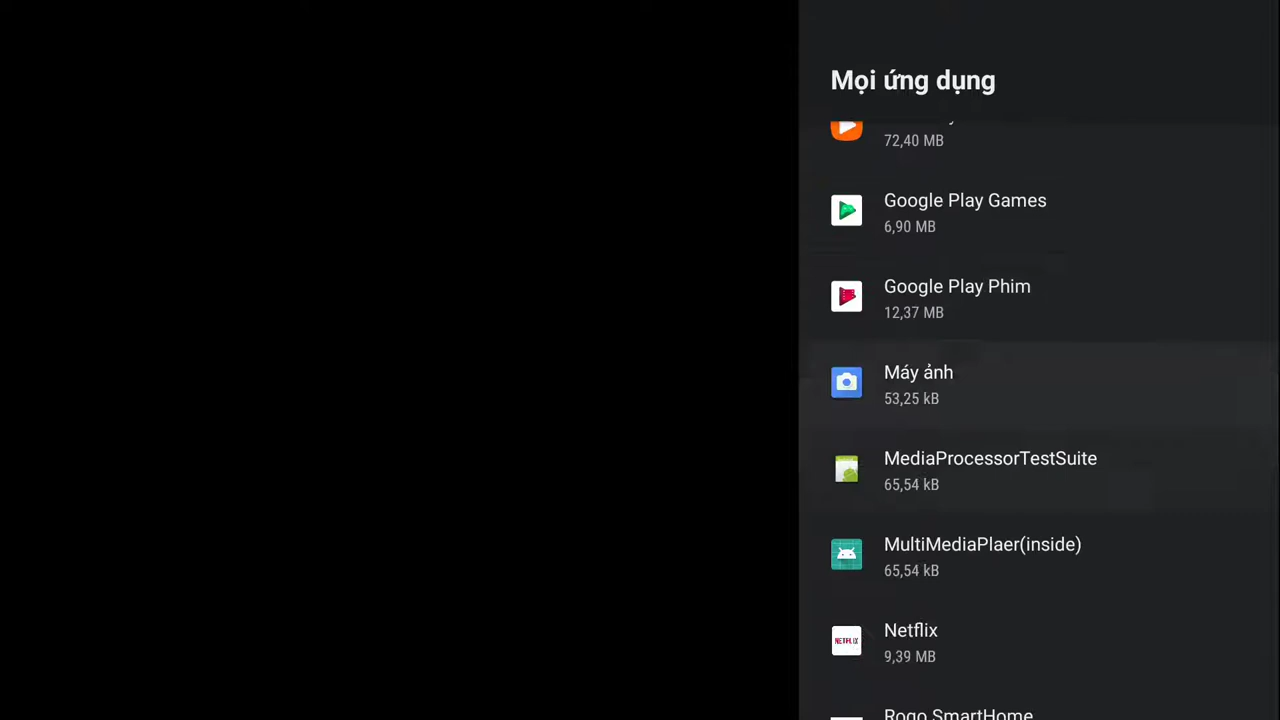 Mọi ứng dụng
72,40 MB
Google Play Games
6,90 MB
Google Play Phim
12,37 MB
Máy ảnh
53,25 kB
MediaProcessorTestSuite
65,54 kB
MultiMediaPlaer(inside)
65,54 kB
NETFLIX
Netflix
9,39 MB
Rogo SmartHome